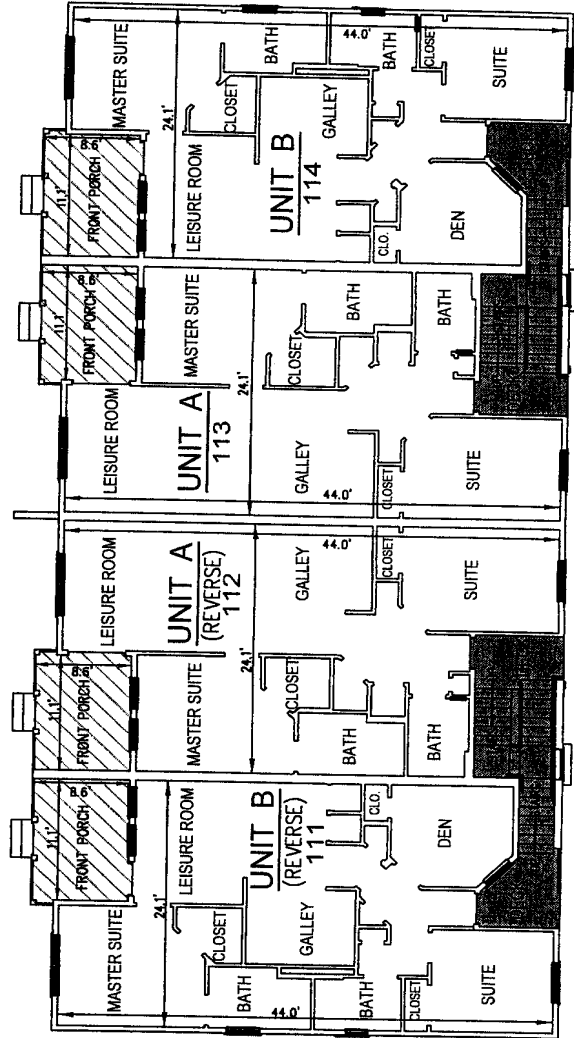 MASTER SUITE
24.1'
BATH
44.0'
CLOSET
BATH
CLOSET
SUITE
GALLEY
LEISURE ROOM
UNIT B
114
CLO.
DEN
8.6'
11.1'
FRONT PORCH
8.6'
11.1'
FRONT PORCH
MASTER SUITE
BATH
BATH
CLOSET
24.1'
LEISURE ROOM
UNIT A
113
GALLEY
CLOSET
SUITE
44.0'
44.0'
LEISURE ROOM
UNIT A
(REVERSE)
112
GALLEY
CLOSET
SUITE
24.1'
8.6'
11.1'
FRONT PORCH
MASTER SUITE
CLOSET
BATH
BATH
8.6'
11.1'
FRONT PORCH
LEISURE ROOM
UNIT B
(REVERSE)
111
CLO.
DEN
24.1'
MASTER SUITE
CLOSET
GALLEY
BATH
BATH
CLOSET
SUITE
44.0'